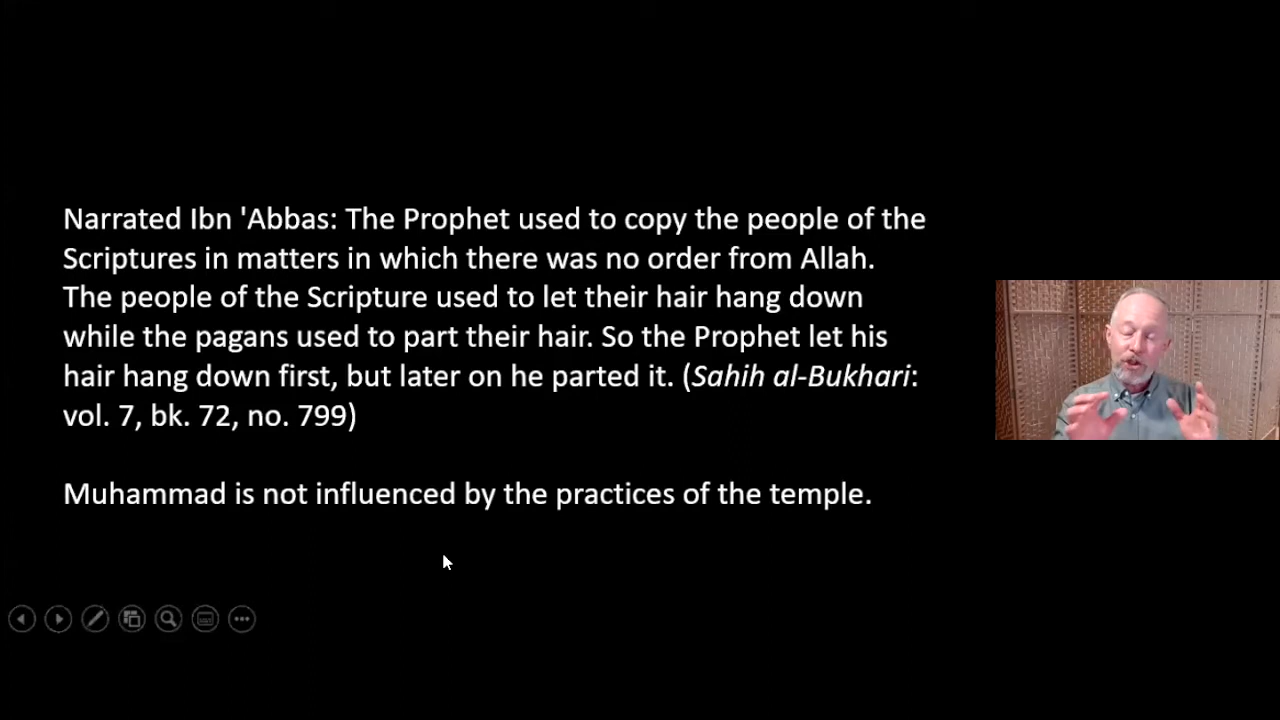 Narrated Ibn 'Abbas: The Prophet used to copy the people of the
Scriptures in matters in which there was no order from Allah.
The people of the Scripture used to let their hair hang down
while the pagans used to part their hair. So the Prophet let his
hair hang down first, but later on he parted it. (Sahih al-Bukhari:
vol. 7, bk. 72, no. 799)
Muhammad is not influenced by the practices of the temple.